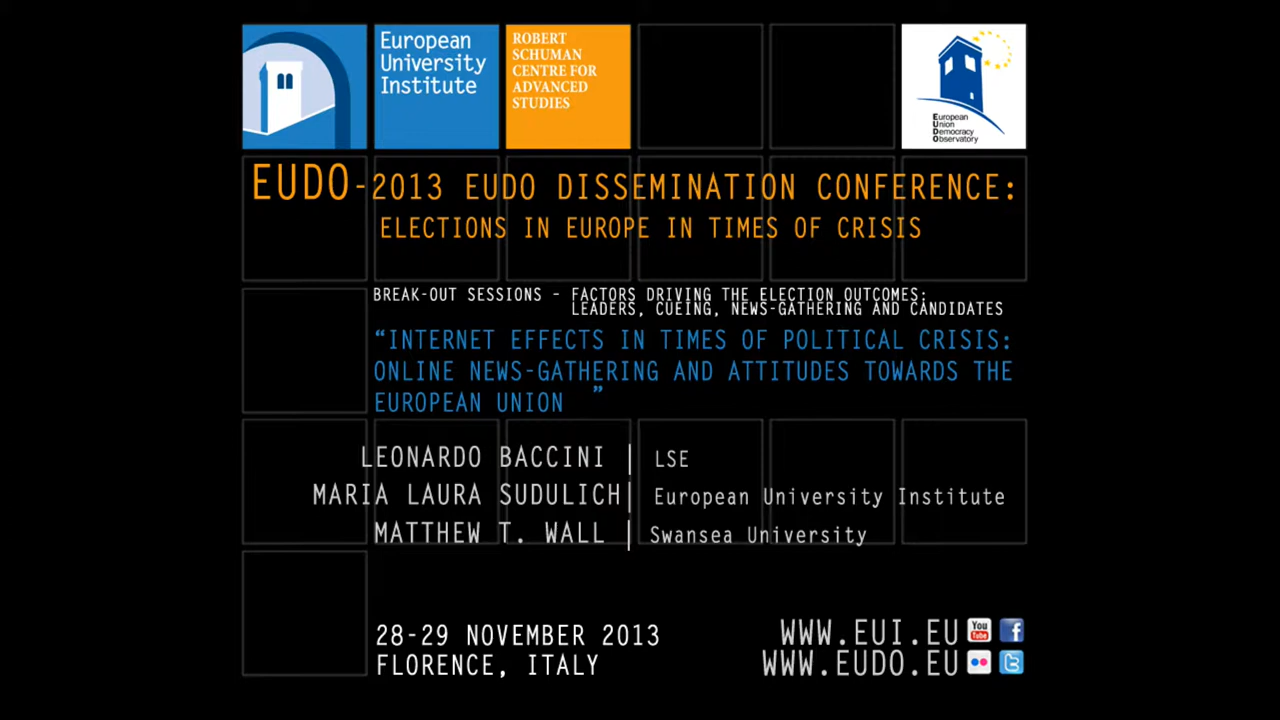 European
University
Institute
ROBERT
SCHUMAN
CENTRE FOR
ADVANCED
STUDIES
European
Union
Democracy
Observatory
EUDO-2013 EUDO DISSEMINATION CONFERENCE:
ELECTIONS IN EUROPE IN TIMES OF CRISIS
BREAK-OUT SESSIONS – FACTORS DRIVING THE ELECTION OUTCOMES:
LEADERS, CUEING, NEWS-GATHERING AND CANDIDATES
“INTERNET EFFECTS IN TIMES OF POLITICAL CRISIS:
ONLINE NEWS-GATHERING AND ATTITUDES TOWARDS THE
EUROPEAN UNION ”
LEONARDO BACCINI | LSE
MARIA LAURA SUDULICH| European University Institute
MATTHEW T. WALL | Swansea University
28-29 NOVEMBER 2013
FLORENCE, ITALY
WWW.EUI.EU You Tube f
WWW.EUDO.EU t